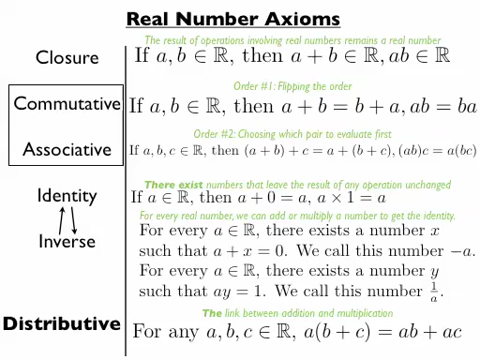 Real Number Axioms
The result of operations involving real numbers remains a real number
Closure If a, b ∈ ℝ, then a + b ∈ ℝ, ab ∈ ℝ
Order #1: Flipping the order
Commutative If a, b ∈ ℝ, then a + b = b + a, ab = ba
Order #2: Choosing which pair to evaluate first
Associative If a, b, c ∈ ℝ, then (a + b) + c = a + (b + c), (ab)c = a(bc)
There exist numbers that leave the result of any operation unchanged
Identity If a ∈ ℝ, then a + 0 = a, a × 1 = a
For every real number, we can add or multiply a number to get the identity.
Inverse For every a ∈ ℝ, there exists a number x
such that a + x = 0. We call this number −a.
For every a ∈ ℝ, there exists a number y
such that ay = 1. We call this number 1/a.
The link between addition and multiplication
Distributive For any a, b, c ∈ ℝ, a(b + c) = ab + ac